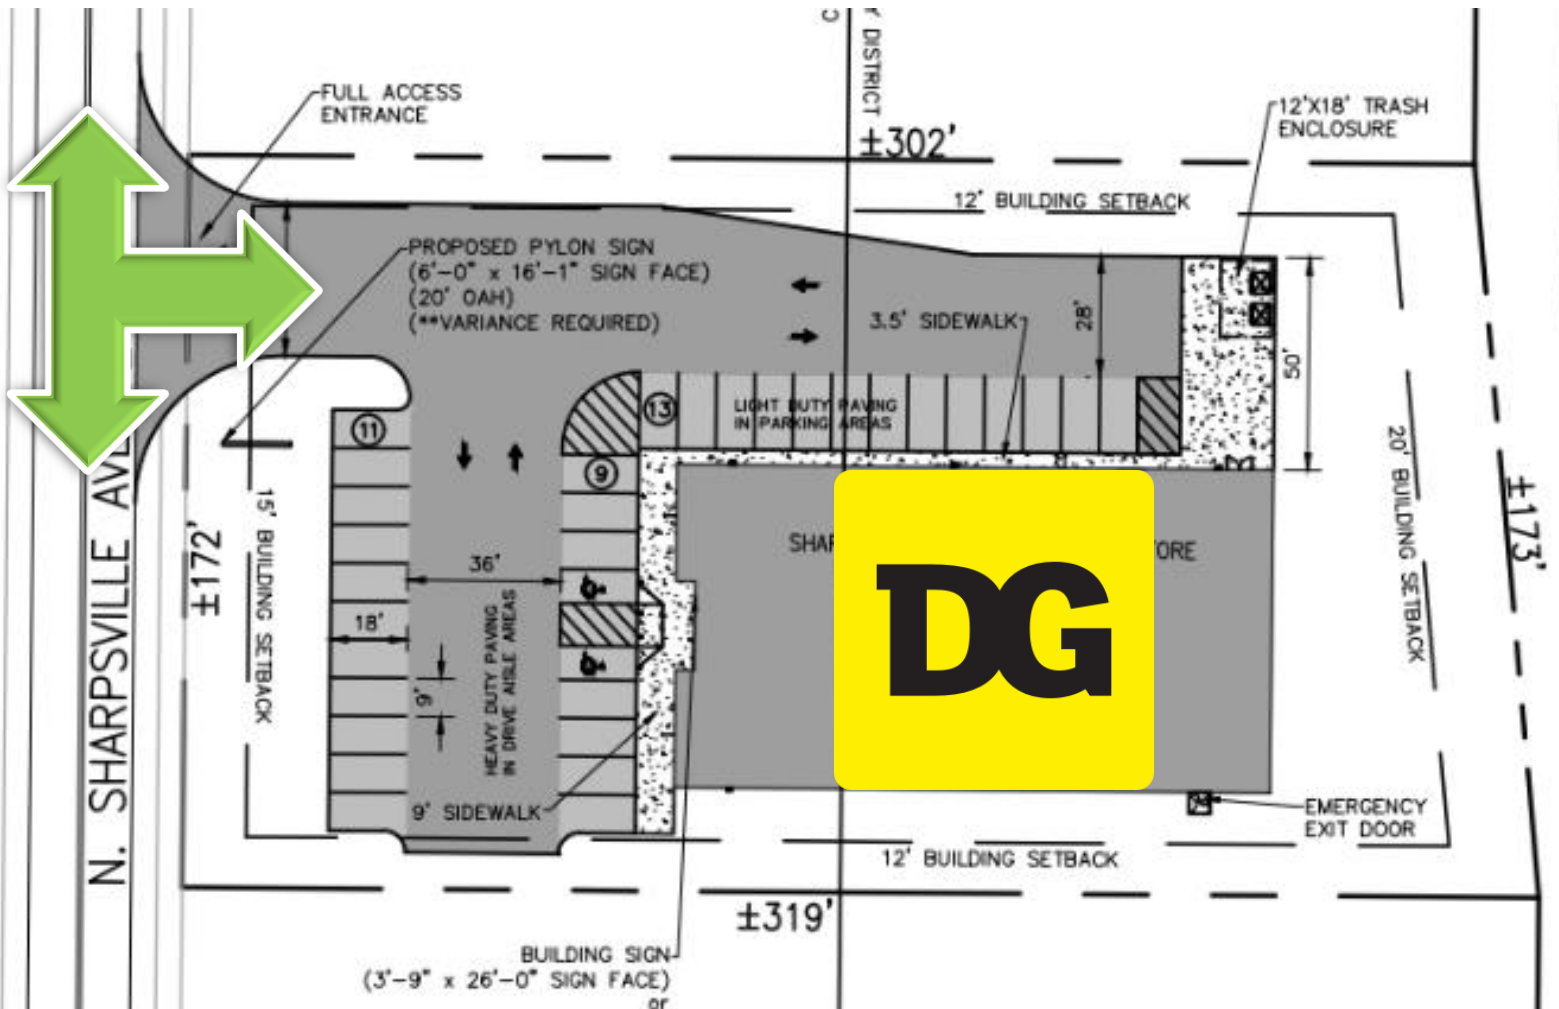 C
Y DISTRICT
FULL ACCESS
ENTRANCE
±302'
12'X18' TRASH
ENCLOSURE
12' BUILDING SETBACK
PROPOSED PYLON SIGN
(6'-0" x 16'-1" SIGN FACE)
(20' OAH)
(**VARIANCE REQUIRED)
3.5' SIDEWALK
28'
50'
11
13
LIGHT DUTY PAVING
IN PARKING AREAS
9
20' BUILDING SETBACK
±173'
15' BUILDING SETBACK
±172'
N. SHARPSVILLE AVE
36'
18'
9'
HEAVY DUTY PAVING
IN DRIVE AISLE AREAS
SHAR
TORE
DG
9' SIDEWALK
EMERGENCY
EXIT DOOR
12' BUILDING SETBACK
±319'
BUILDING SIGN
(3'-9" x 26'-0" SIGN FACE)
or